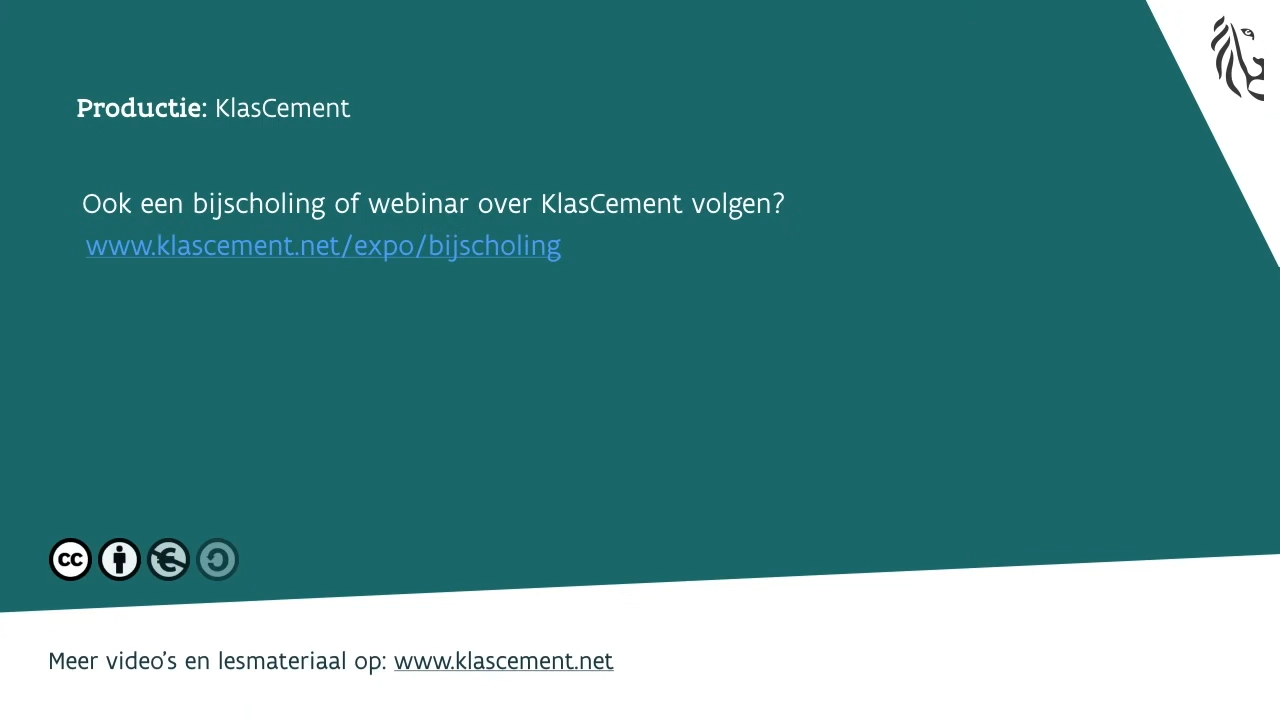 Productie: KlasCement
Ook een bijscholing of webinar over KlasCement volgen?
www.klascement.net/expo/bijscholing
cc
Meer video's en lesmateriaal op: www.klascement.net